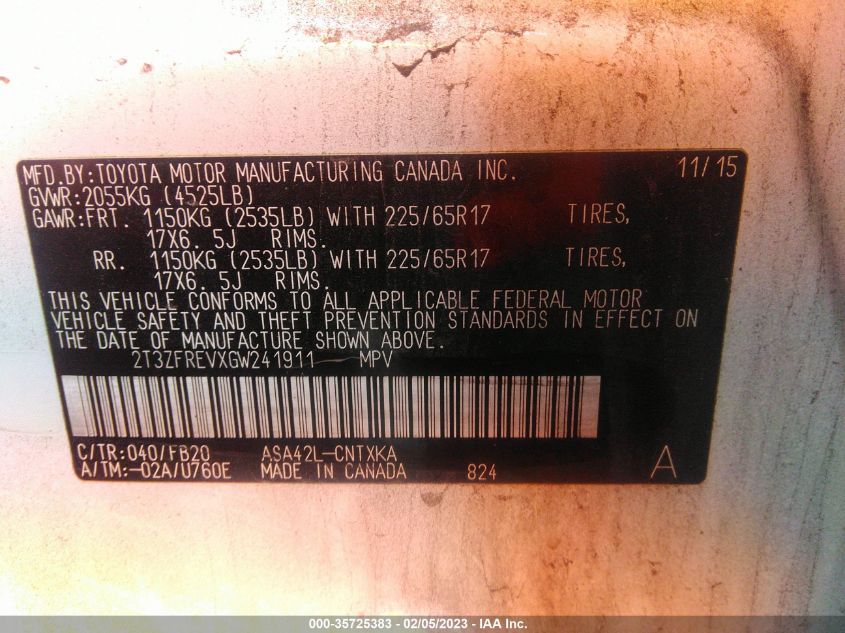 MFD.BY:TOYOTA MOTOR MANUFACTURING CANADA INC. 11/15
GVWR:2055KG (4525LB)
GAWR:FRT. 1150KG (2535LB) WITH 225/65R17 TIRES,
17X6.5J RIMS.
RR. 1150KG (2535LB) WITH 225/65R17 TIRES,
17X6.5J RIMS.
THIS VEHICLE CONFORMS TO ALL APPLICABLE FEDERAL MOTOR
VEHICLE SAFETY AND THEFT PREVENTION STANDARDS IN EFFECT ON
THE DATE OF MANUFACTURE SHOWN ABOVE.
2T3ZFREVXGW241911 MPV
C/TR:040/FB20 ASA42L-CNTXKA
A/TM:-02A/U760E MADE IN CANADA 824 A
000-35725383 - 02/05/2023 - IAA Inc.